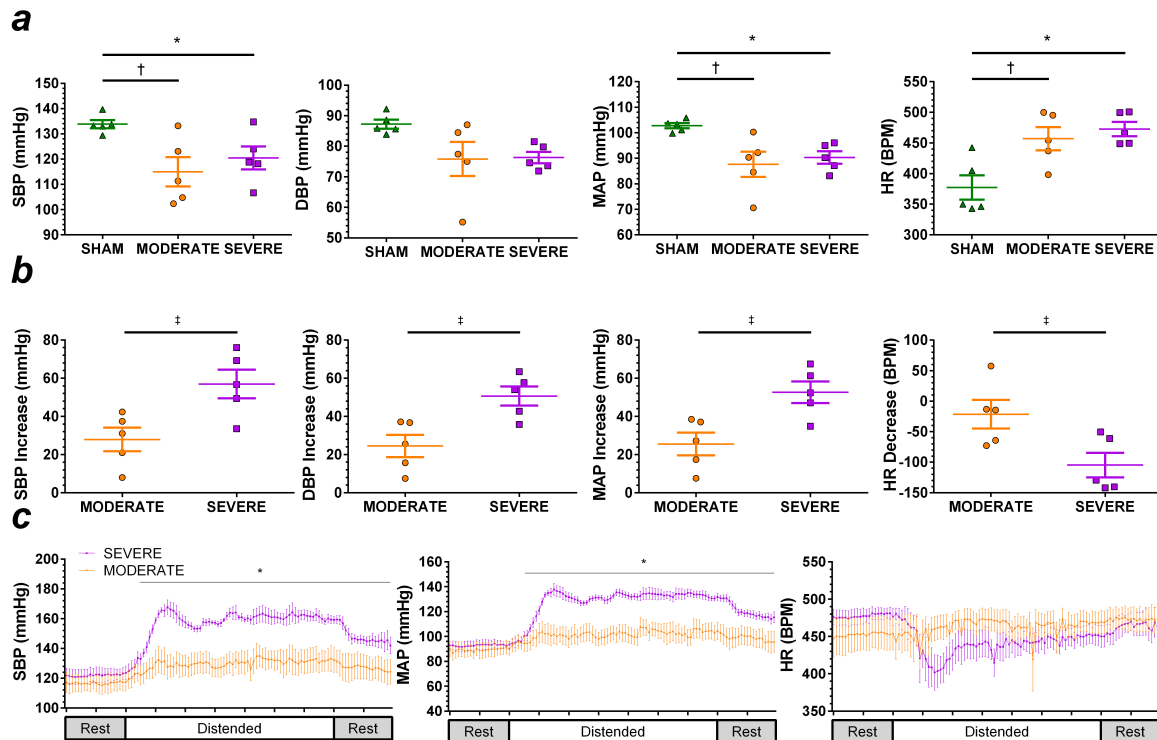 a
*
†
SBP (mmHg)
150
140
130
120
110
100
90
SHAM MODERATE SEVERE
DBP (mmHg)
100
90
80
70
60
50
SHAM MODERATE SEVERE
*
†
MAP (mmHg)
120
110
100
90
80
70
60
SHAM MODERATE SEVERE
*
†
HR (BPM)
550
500
450
400
350
300
SHAM MODERATE SEVERE
b
‡
SBP Increase (mmHg)
80
60
40
20
0
MODERATE SEVERE
‡
DBP Increase (mmHg)
80
60
40
20
0
MODERATE SEVERE
‡
MAP Increase (mmHg)
80
60
40
20
0
MODERATE SEVERE
‡
HR Decrease (BPM)
100
50
0
-50
-100
-150
MODERATE SEVERE
c
SEVERE
MODERATE
*
SBP (mmHg)
200
180
160
140
120
100
Rest Distended Rest
*
MAP (mmHg)
160
140
120
100
80
60
40
Rest Distended Rest
HR (BPM)
550
500
450
400
350
Rest Distended Rest